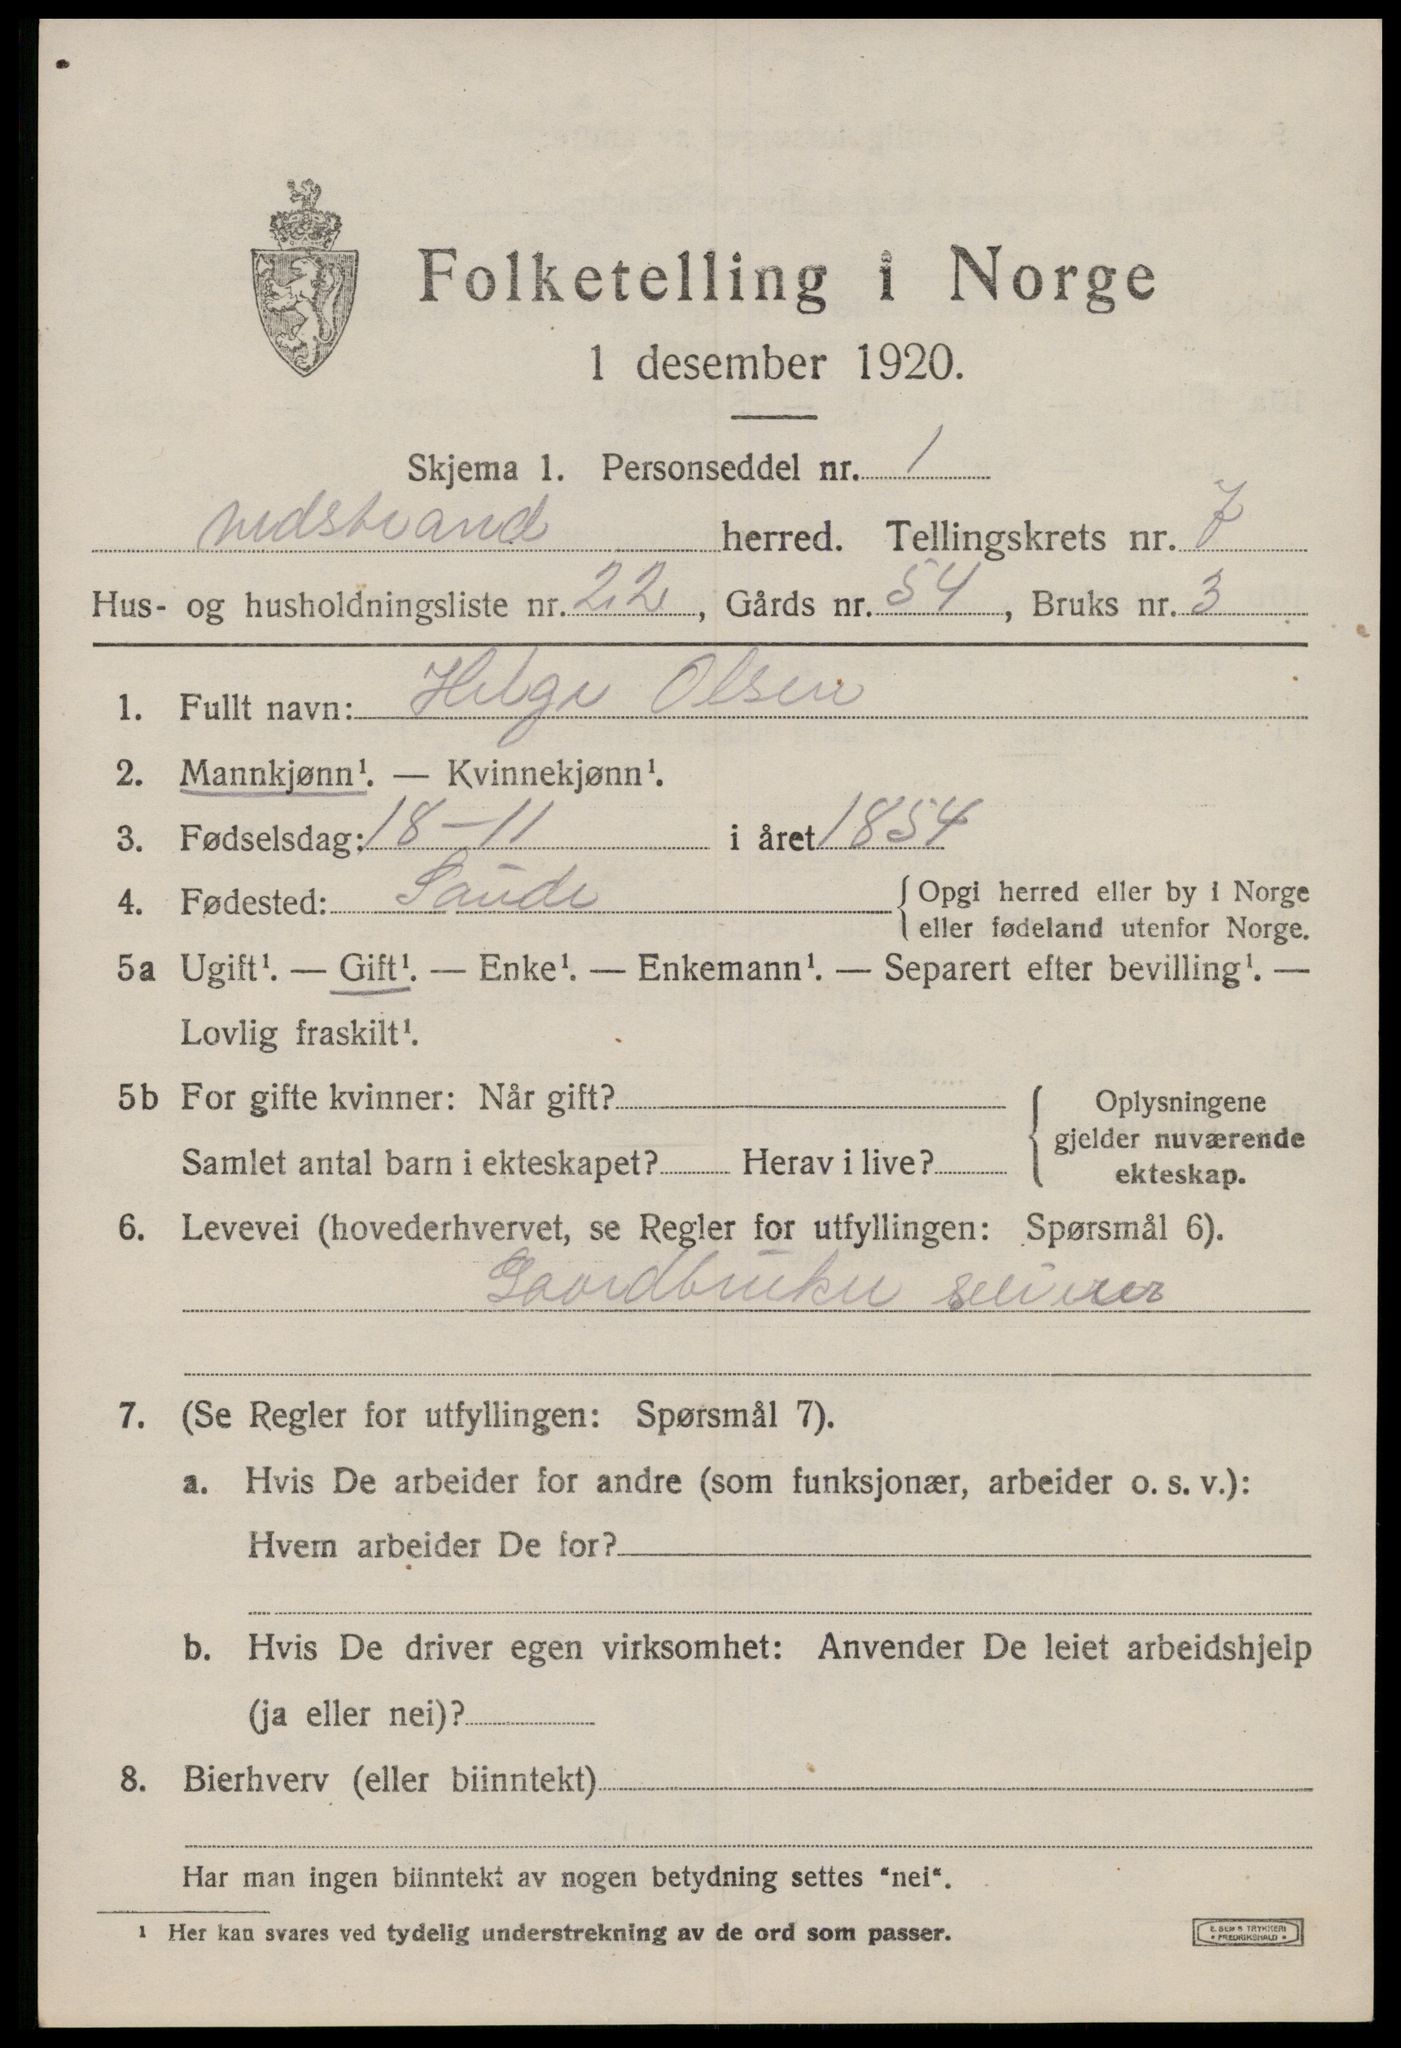 Folketelling i Norge
1 desember 1920.
Skjema 1. Personseddel nr. 1
Nedstrand herred. Tellingskrets nr. 7
Hus- og husholdningsliste nr. 22, Gårds nr. 54, Bruks nr. 3
1. Fullt navn: Helge Olsen
2. Mannkjønn¹. — Kvinnekjønn¹.
3. Fødselsdag: 18-11 i året 1854
4. Fødested: Saude { Opgi herred eller by i Norge
eller fødeland utenfor Norge.
5a Ugift¹. — Gift¹. — Enke¹. — Enkemann¹. — Separert efter bevilling¹. —
Lovlig fraskilt¹.
5b For gifte kvinner: Når gift? { Oplysningene
gjelder nuværende
Samlet antal barn i ekteskapet? Herav i live?
ekteskap.
6. Levevei (hovederhvervet, se Regler for utfyllingen: Spørsmål 6).
Gaardbruker
7. (Se Regler for utfyllingen: Spørsmål 7).
a. Hvis De arbeider for andre (som funksjonær, arbeider o. s. v.):
Hvem arbeider De for?
b. Hvis De driver egen virksomhet: Anvender De leiet arbeidshjelp
(ja eller nei)?
8. Bierhverv (eller biinntekt)
Har man ingen biinntekt av nogen betydning settes "nei".
¹ Her kan svares ved tydelig understrekning av de ord som passer.
E. SEM'S TRYKKERI
• FREDRIKSHALD •